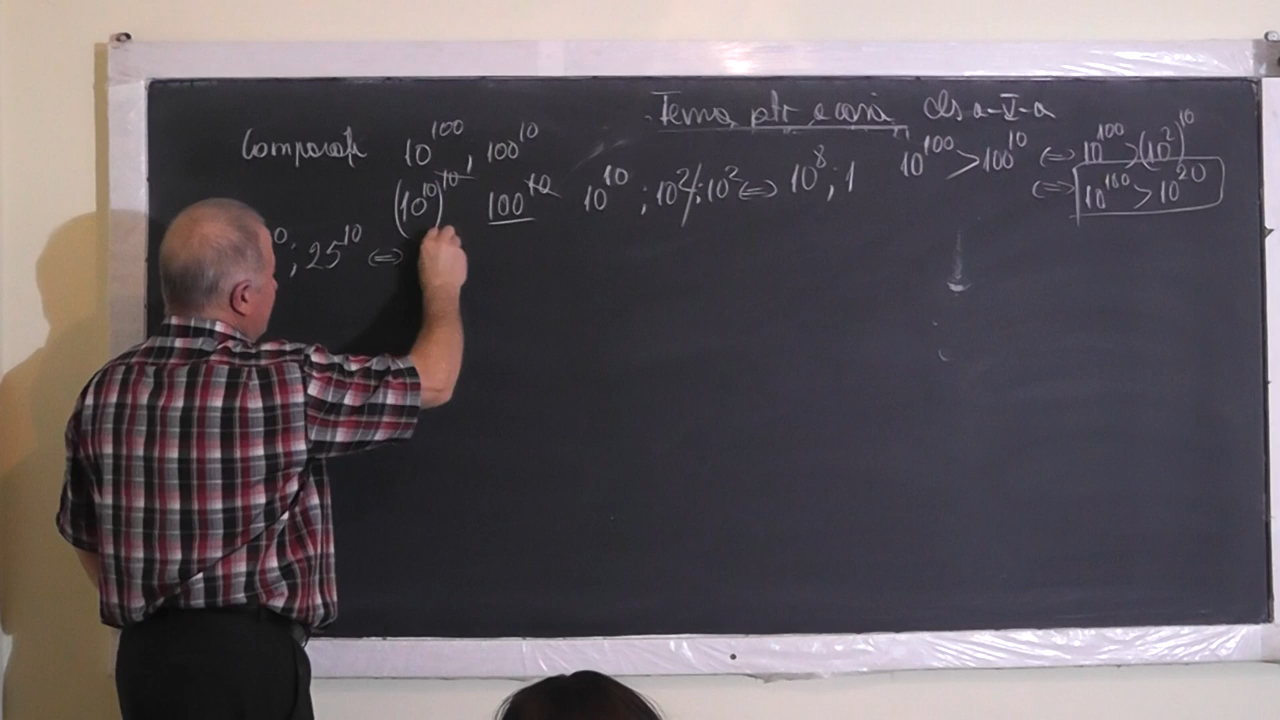 Tema ptr acasă cls a-V-a
Comparați 10^100, 100^10 10^100 > 100^10 <=> 10^100 > (10^2)^10
(10^10)^10, 100^10 10^10 ; 10^2 /:10^2 <=> 10^8 ; 1 <=> 10^100 > 10^20
0 ; 25^10 <=>